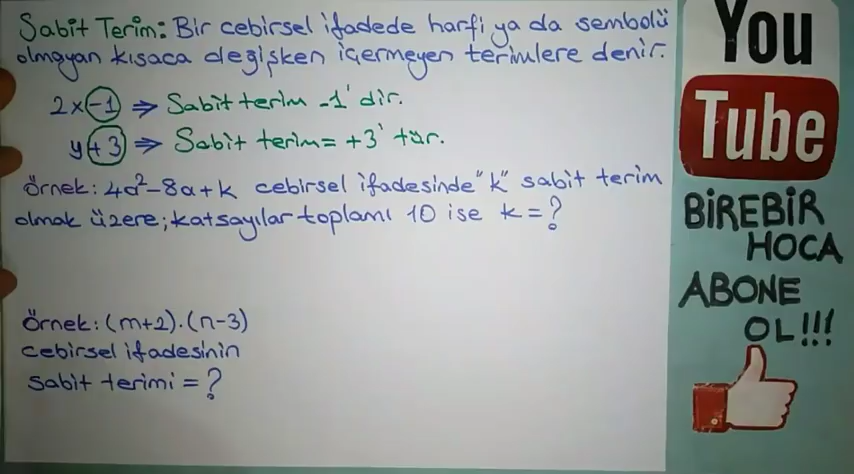 Sabit Terim: Bir cebirsel ifadede harfi ya da sembolü
olmayan kısaca değişken içermeyen terimlere denir.
2x-1 ⇒ Sabit terim -1' dir.
y+3 ⇒ Sabit terim = +3' tür.
Örnek: 4a²-8a+k cebirsel ifadesinde "k" sabit terim
olmak üzere; katsayılar toplamı 10 ise k=?
Örnek: (m+2).(n-3)
cebirsel ifadesinin
sabit terimi = ?
You
Tube
BİREBİR
HOCA
ABONE
OL!!!